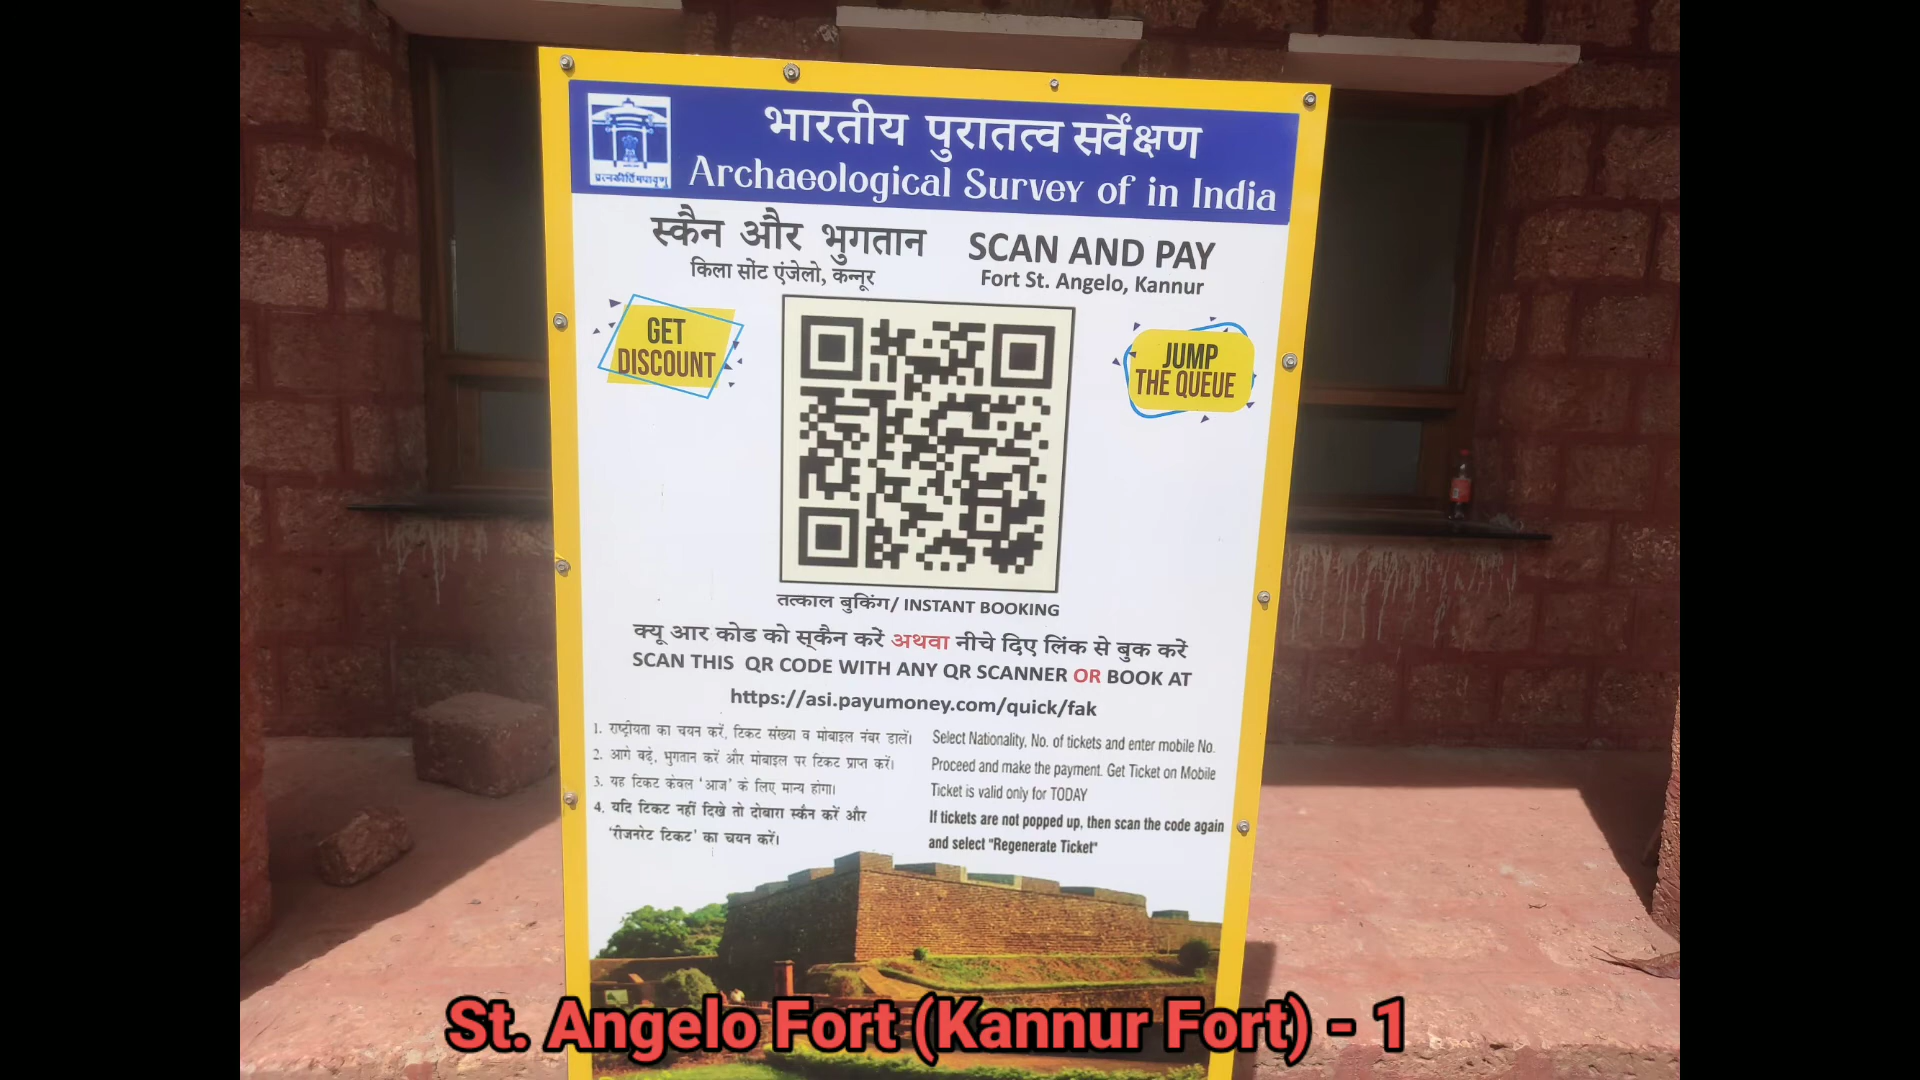 भारतीय पुरातत्व सर्वेक्षण
Archaeological Survey of in India
प्रत्नकीर्तिमपावृणु
स्कैन और भुगतान
किला सेंट एंजेलो, कन्नूर
SCAN AND PAY
Fort St. Angelo, Kannur
GET
DISCOUNT
JUMP
THE QUEUE
तत्काल बुकिंग/ INSTANT BOOKING
क्यू आर कोड को स्कैन करें अथवा नीचे दिए लिंक से बुक करें
SCAN THIS QR CODE WITH ANY QR SCANNER OR BOOK AT
https://asi.payumoney.com/quick/fak
1. राष्ट्रीयता का चयन करें, टिकट संख्या व मोबाइल नंबर डालें।
2. आगे बढ़े, भुगतान करें और मोबाइल पर टिकट प्राप्त करें।
3. यह टिकट केवल 'आज' के लिए मान्य होगा।
4. यदि टिकट नहीं दिखे तो दोबारा स्कैन करें और
'रीजनरेट टिकट' का चयन करें।
Select Nationality, No. of tickets and enter mobile No.
Proceed and make the payment. Get Ticket on Mobile
Ticket is valid only for TODAY
If tickets are not popped up, then scan the code again
and select "Regenerate Ticket"
St. Angelo Fort (Kannur Fort) - 1